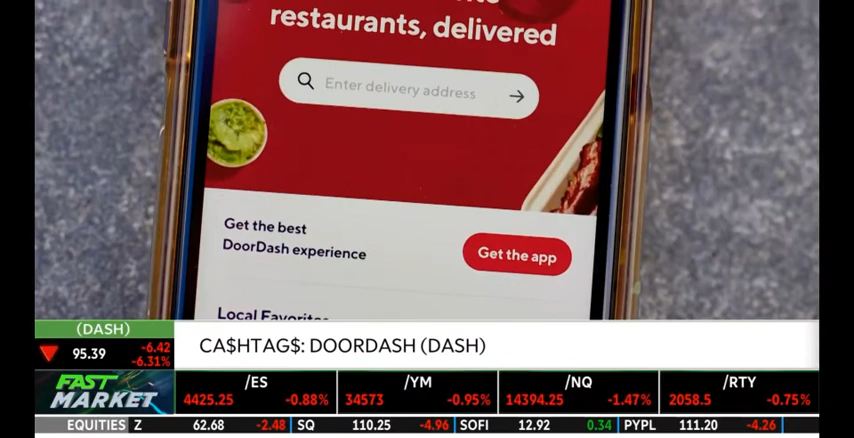 restaurants, delivered
Enter delivery address
Get the best
DoorDash experience
Get the app
Local Favorites
(DASH)
95.39
-6.42
-6.31%
CA$HTAG$: DOORDASH (DASH)
FAST
MARKET
/ES
4425.25 -0.88%
/YM
34573 -0.95%
/NQ
14394.25 -1.47%
/RTY
2058.5 -0.75%
EQUITIES Z 62.68 -2.48 SQ 110.25 -4.96 SOFI 12.92 0.34 PYPL 111.20 -4.26